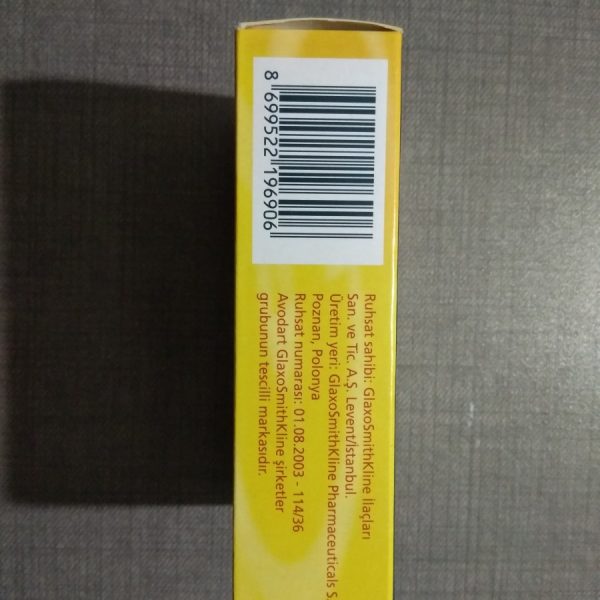 8 699522 196906
Ruhsat sahibi: GlaxoSmithKline İlaçları
San. ve Tic. A.Ş. Levent/İstanbul.
Üretim yeri: GlaxoSmithKline Pharmaceuticals S.
Poznan, Polonya
Ruhsat numarası: 01.08.2003 - 114/36
Avodart GlaxoSmithKline şirketler
grubunun tescilli markasıdır.